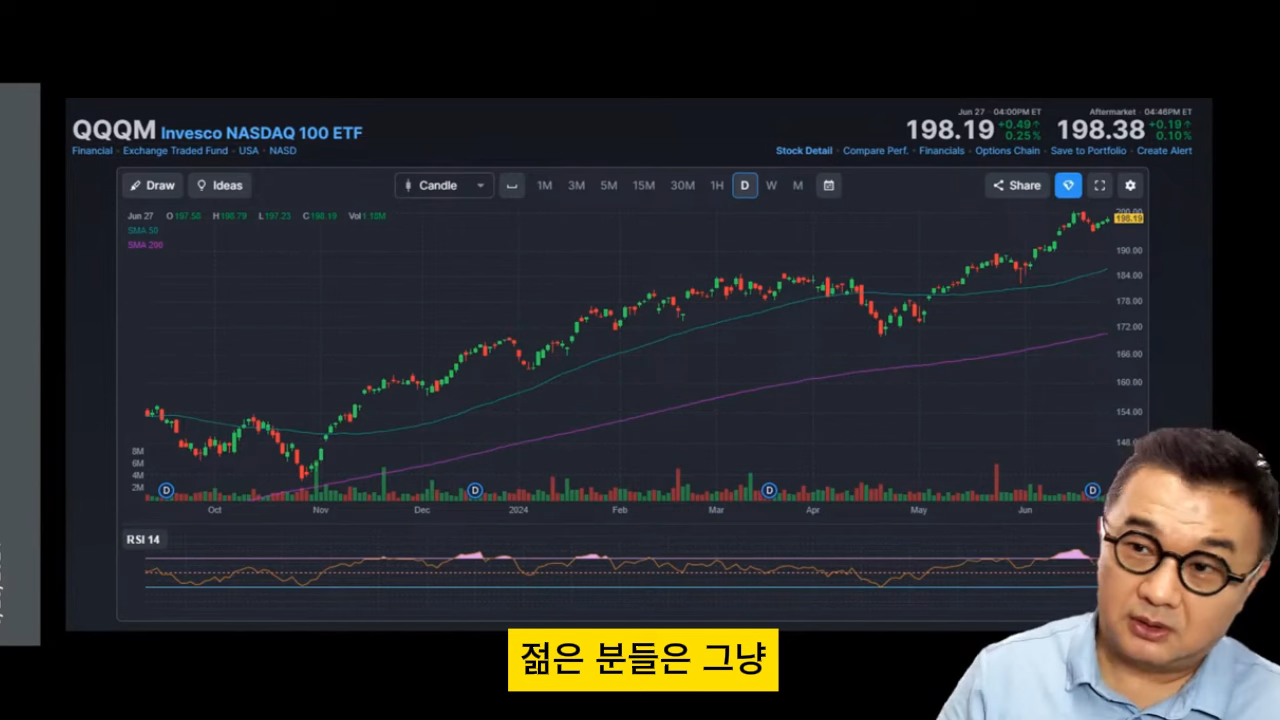 QQQM Invesco NASDAQ 100 ETF
Financial · Exchange Traded Fund · USA · NASD
Jun 27 · 04:00PM ET
198.19 +0.49↑ 0.25%
Aftermarket · 04:46PM ET
198.38 +0.19↑ 0.10%
Stock Detail · Compare Perf. · Financials · Options Chain · Save to Portfolio · Create Alert
Draw Ideas Candle 1M 3M 5M 15M 30M 1H D W M Share
Jun 27 O 197.58 H 198.79 L 197.23 C 198.19 Vol 1.18M
SMA 50
SMA 200
200.00
198.19
190.00
184.00
178.00
172.00
166.00
160.00
154.00
148.
8M
6M
4M
2M
D D D D
Oct Nov Dec 2024 Feb Mar Apr May Jun
RSI 14
젊은 분들은 그냥